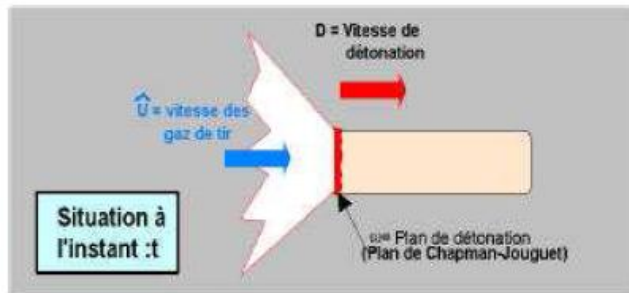 D = Vitesse de
détonation
Û = vitesse des
gaz de tir
Situation à
l'instant :t
Plan de détonation
(Plan de Chapman-Jouguet)